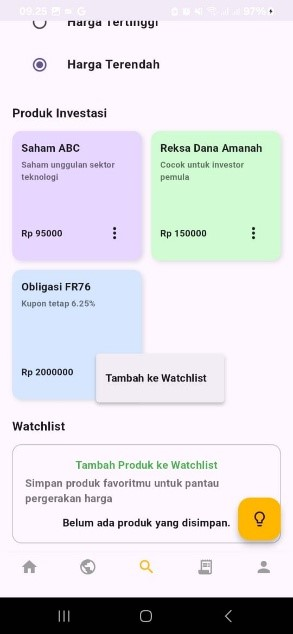 09.25
87%
Harga Tertinggi
Harga Terendah
Produk Investasi
Saham ABC
Saham unggulan sektor
teknologi
Rp 95000
Reksa Dana Amanah
Cocok untuk investor
pemula
Rp 150000
Obligasi FR76
Kupon tetap 6.25%
Rp 2000000
Tambah ke Watchlist
Watchlist
Tambah Produk ke Watchlist
Simpan produk favoritmu untuk pantau
pergerakan harga
Belum ada produk yang disimpan.